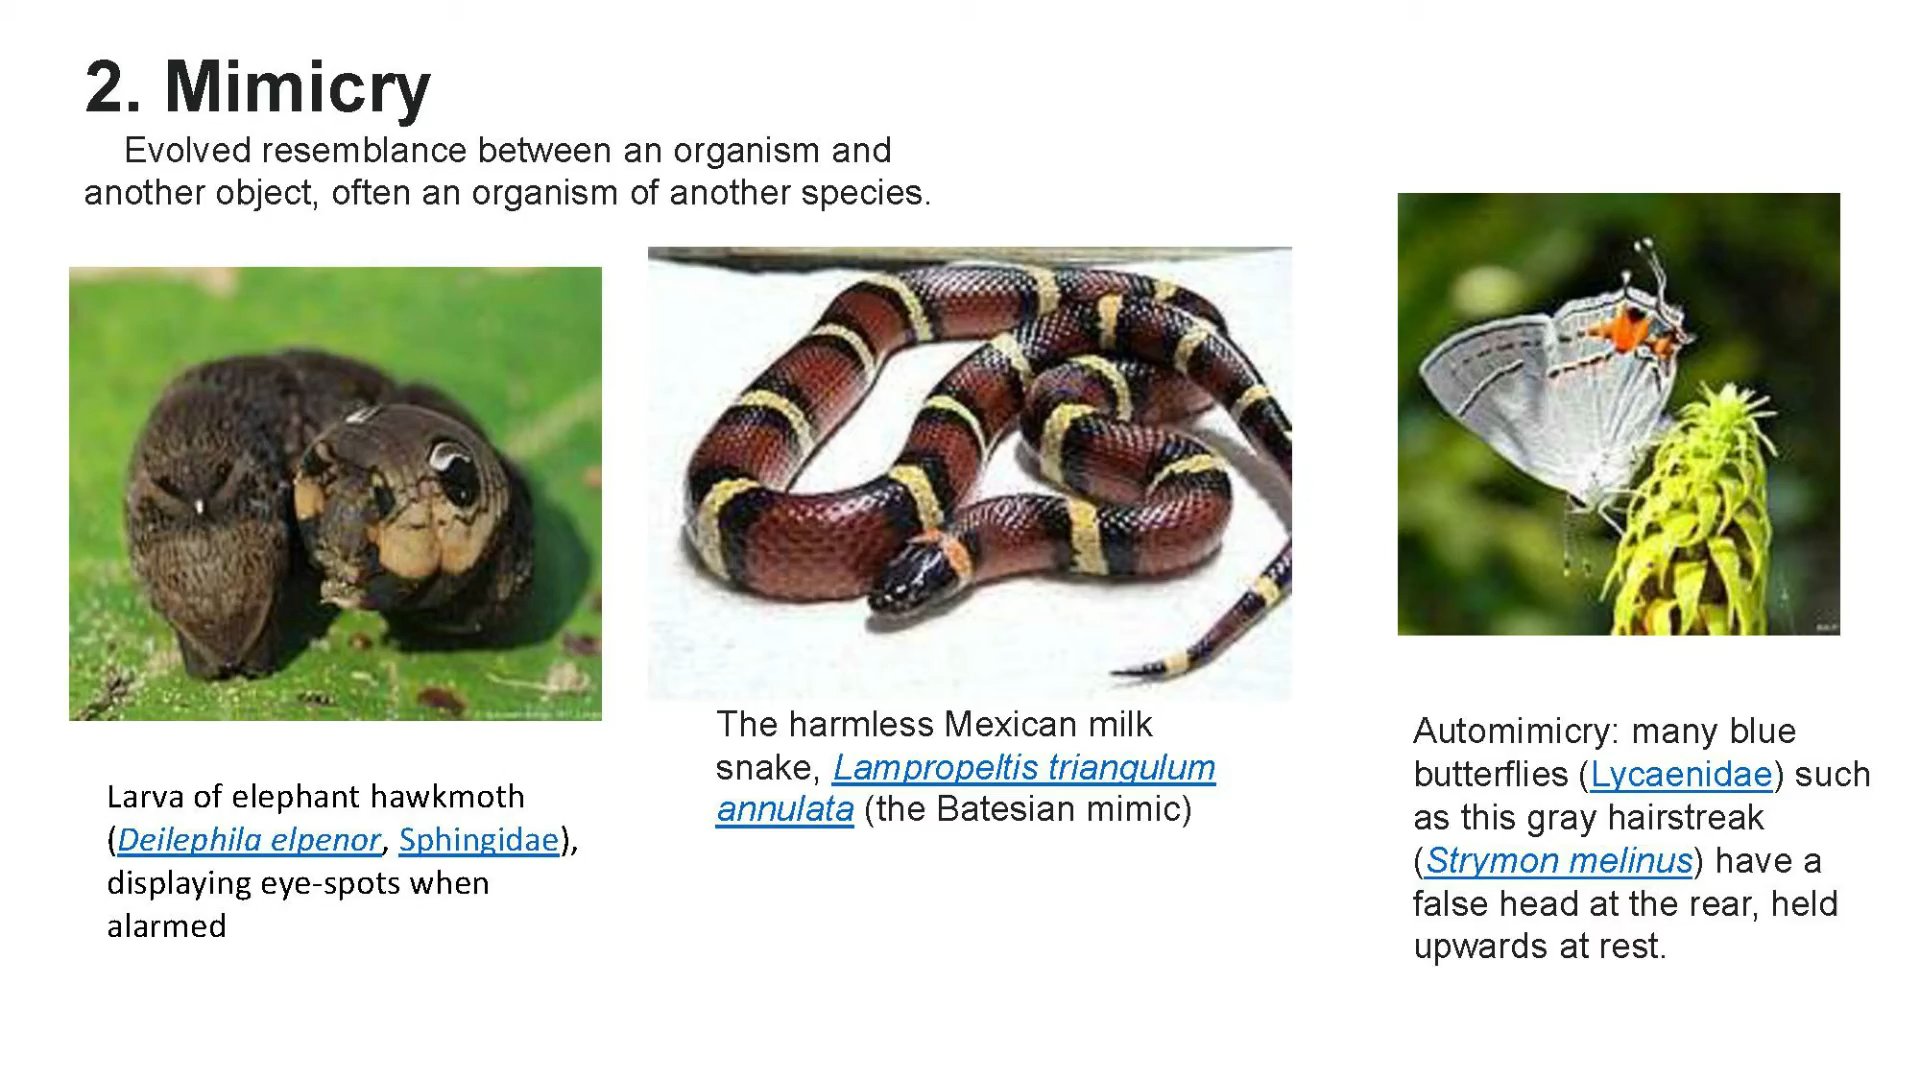 2. Mimicry
Evolved resemblance between an organism and
another object, often an organism of another species.
Larva of elephant hawkmoth
(Deilephila elpenor, Sphingidae),
displaying eye-spots when
alarmed
The harmless Mexican milk
snake, Lampropeltis triangulum
annulata (the Batesian mimic)
Automimicry: many blue
butterflies (Lycaenidae) such
as this gray hairstreak
(Strymon melinus) have a
false head at the rear, held
upwards at rest.